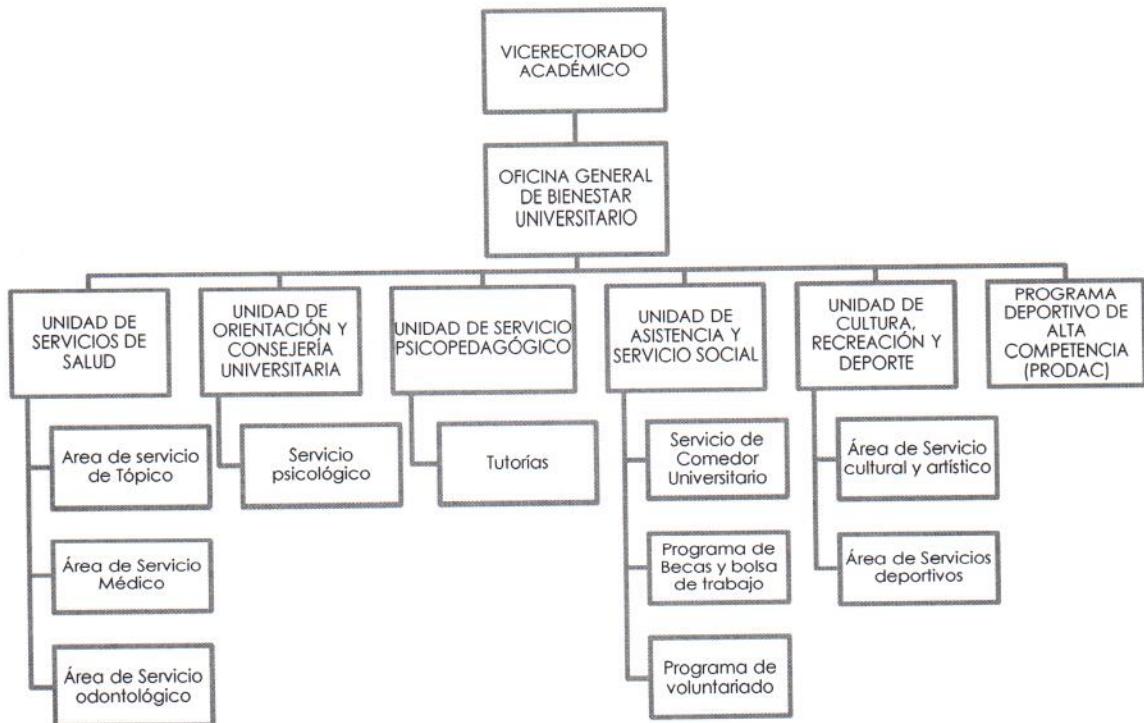 VICERECTORADO
ACADÉMICO
OFICINA GENERAL
DE BIENESTAR
UNIVERSITARIO
UNIDAD DE
SERVICIOS DE
SALUD
UNIDAD DE
ORIENTACIÓN Y
CONSEJERÍA
UNIVERSITARIA
UNIDAD DE SERVICIO
PSICOPEDAGÓGICO
UNIDAD DE
ASISTENCIA Y
SERVICIO SOCIAL
UNIDAD DE
CULTURA,
RECREACIÓN Y
DEPORTE
PROGRAMA
DEPORTIVO DE
ALTA
COMPETENCIA
(PRODAC)
Area de servicio
de Tópico
Área de Servicio
Médico
Área de Servicio
odontológico
Servicio
psicológico
Tutorías
Servicio de
Comedor
Universitario
Programa de
Becas y bolsa
de trabajo
Programa de
voluntariado
Área de Servicio
cultural y artístico
Área de Servicios
deportivos